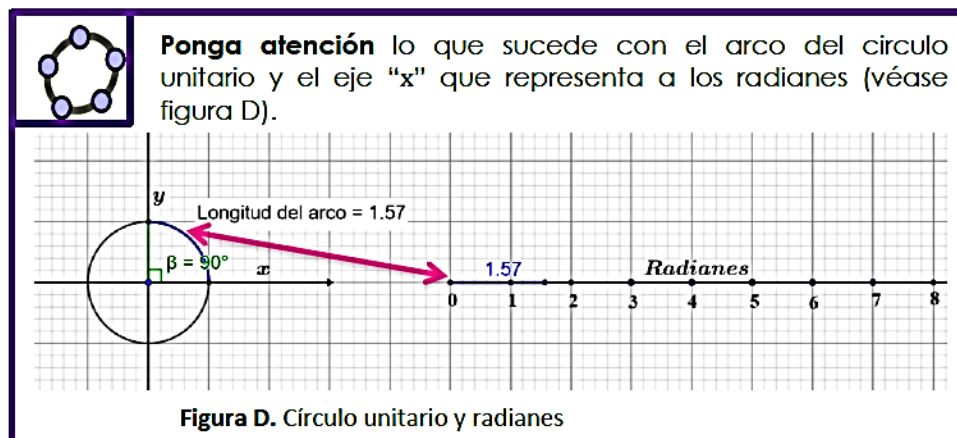 Ponga atención lo que sucede con el arco del circulo
unitario y el eje “x” que representa a los radianes (véase
figura D).
y
Longitud del arco = 1.57
β = 90°
x
1.57
Radianes
0 1 2 3 4 5 6 7 8
Figura D. Círculo unitario y radianes